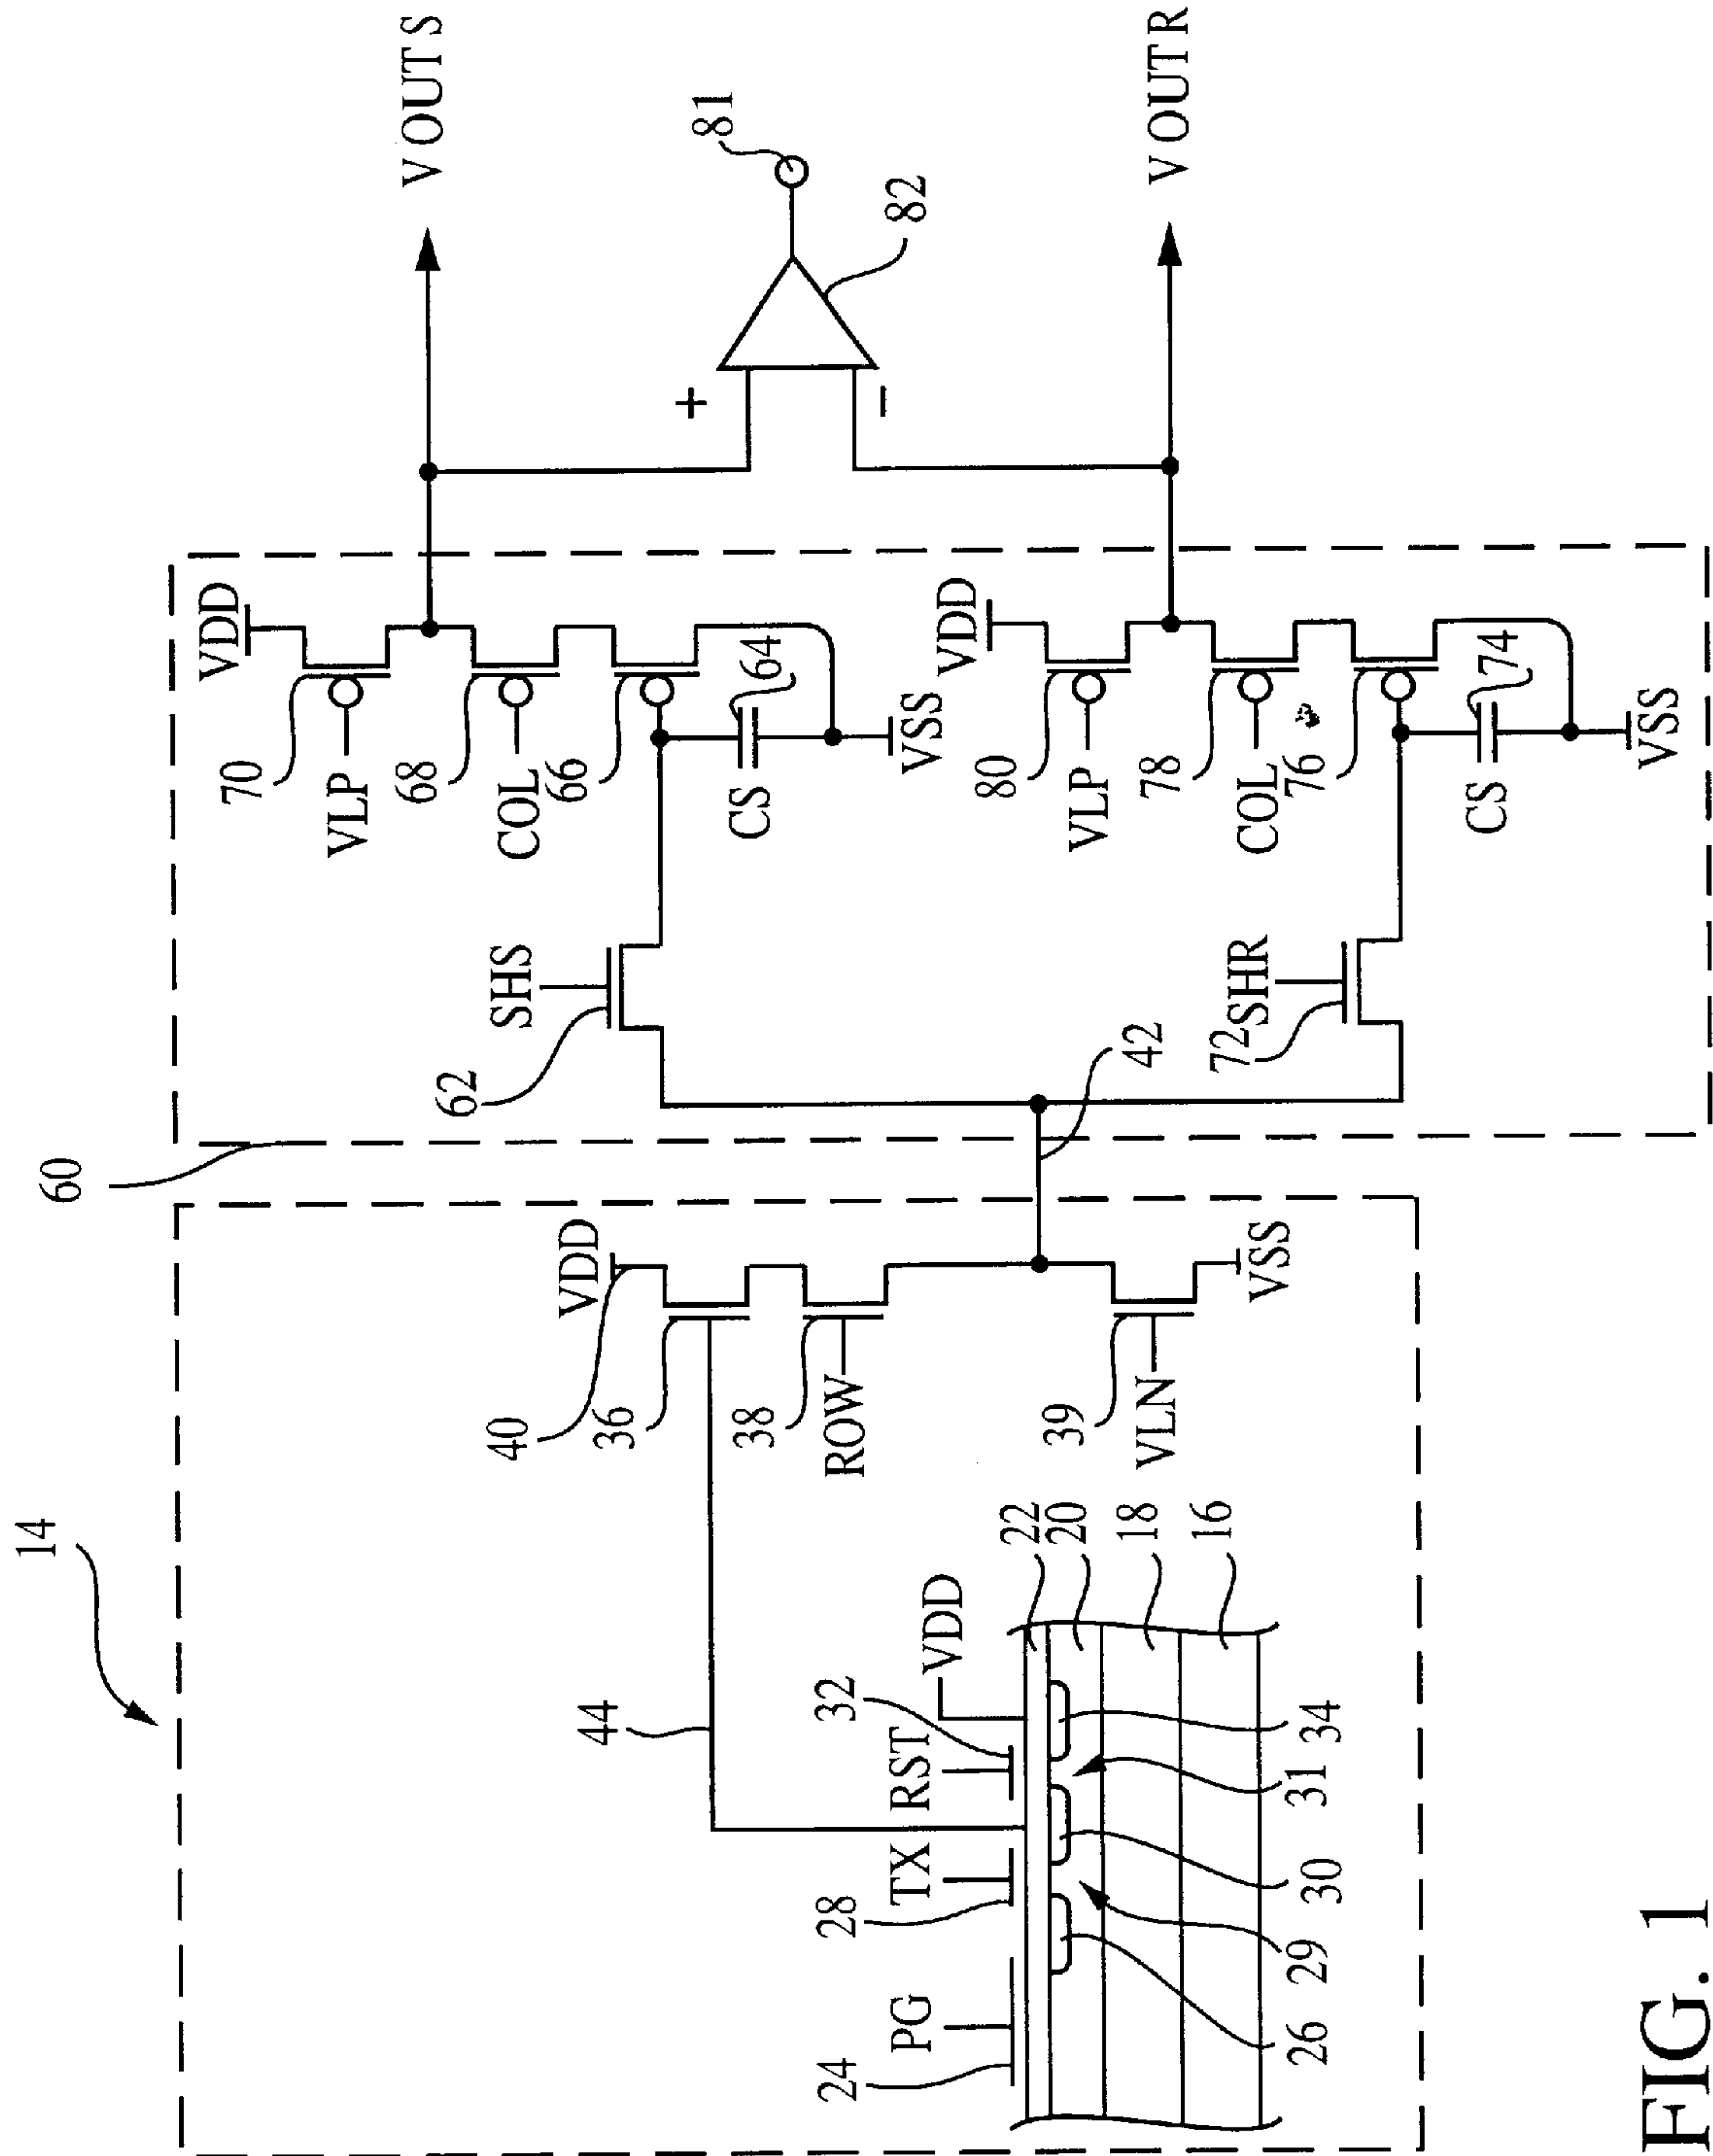 14
60
VOUTS
81
82
VOUTR
VDD
70
VLP
68
COL
66
64
CS
VSS
SHS
62
+
−
VDD
80
VLP
78
COL
76
74
CS
VSS
SHR
72
42
VDD
40
36
38
ROW
39
VLN
VSS
44
24
PG
28
TX
RST
32
VDD
22
20
18
16
26
29
30
31
34
FIG. 1